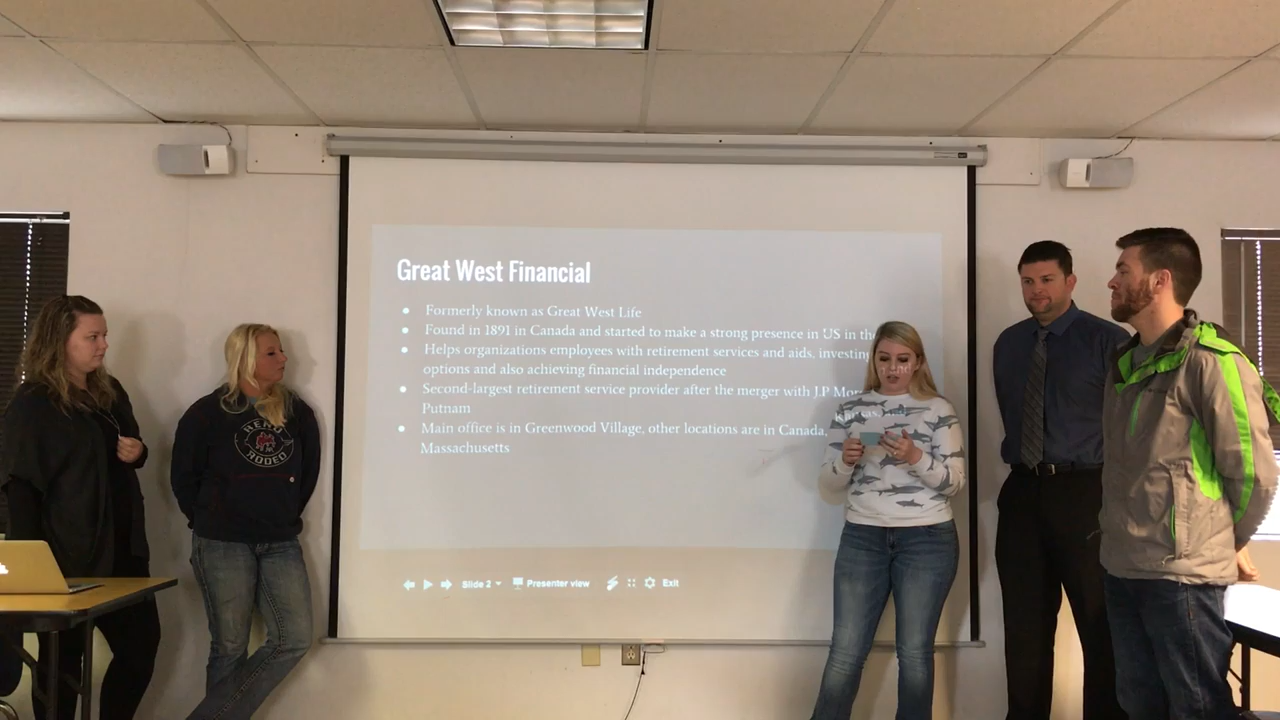 Great West Financial
● Formerly known as Great West Life
● Found in 1891 in Canada and started to make a strong presence in US in the
● Helps organizations employees with retirement services and aids, investing
options and also achieving financial independence
● Second-largest retirement service provider after the merger with J.P
Putnam
● Main office is in Greenwood Village, other locations are in Canada, Kansas, and
Massachusetts
Slide 2 Presenter view Exit
RODEO